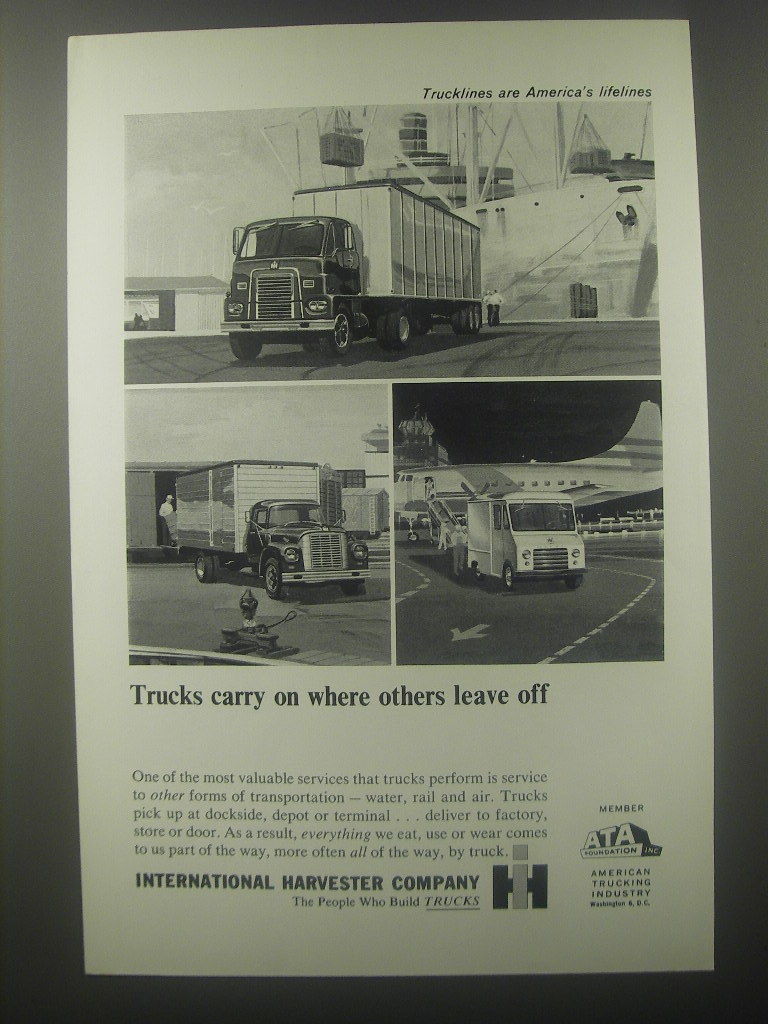 Trucklines are America's lifelines
Trucks carry on where others leave off
One of the most valuable services that trucks perform is service
to other forms of transportation — water, rail and air. Trucks
pick up at dockside, depot or terminal . . . deliver to factory,
store or door. As a result, everything we eat, use or wear comes
to us part of the way, more often all of the way, by truck.
INTERNATIONAL HARVESTER COMPANY
The People Who Build TRUCKS
IH
MEMBER
ATA
FOUNDATION INC.
AMERICAN
TRUCKING
INDUSTRY
Washington 6, D.C.